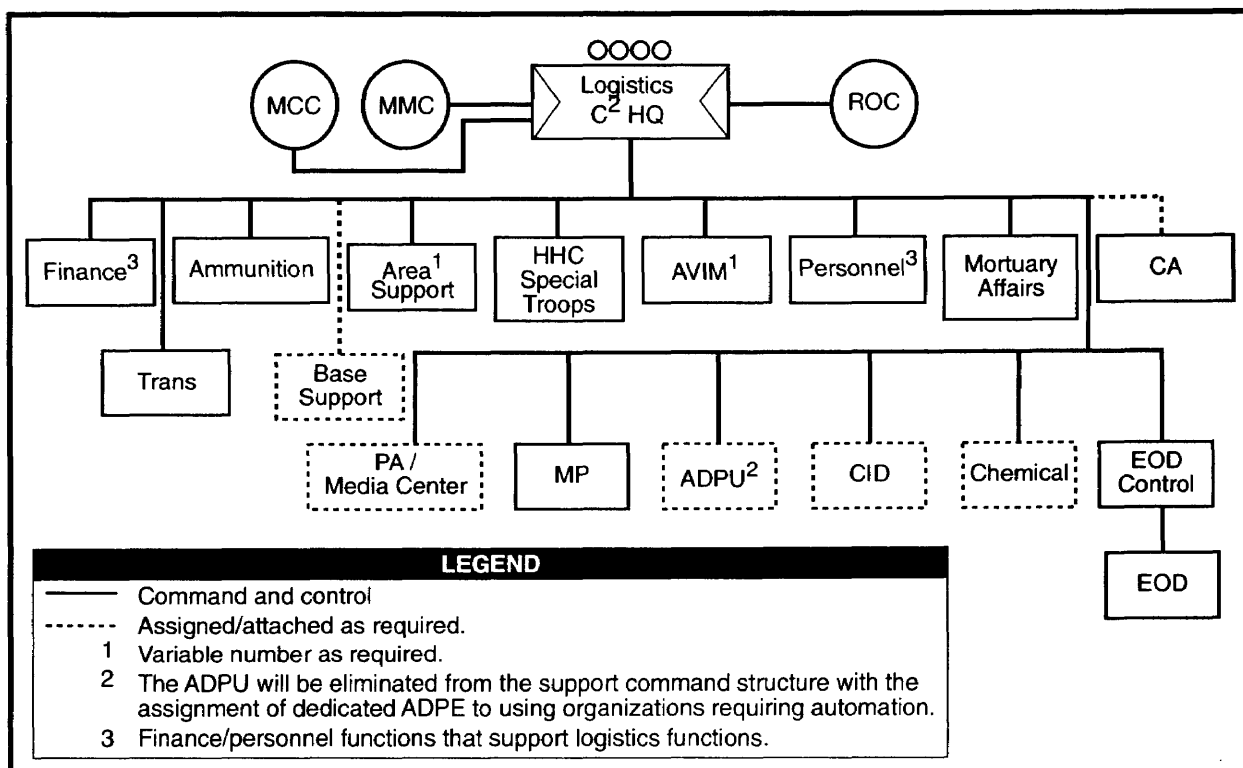 Logistics
C2 HQ
MCC
MMC
ROC
Finance3
Ammunition
Area1
Support
HHC
Special
Troops
AVIM1
Personnel3
Mortuary
Affairs
CA
Trans
Base
Support
PA /
Media Center
MP
ADPU2
CID
Chemical
EOD
Control
EOD
LEGEND
Command and control
Assigned/attached as required.
1 Variable number as required.
2 The ADPU will be eliminated from the support command structure with the
assignment of dedicated ADPE to using organizations requiring automation.
3 Finance/personnel functions that support logistics functions.